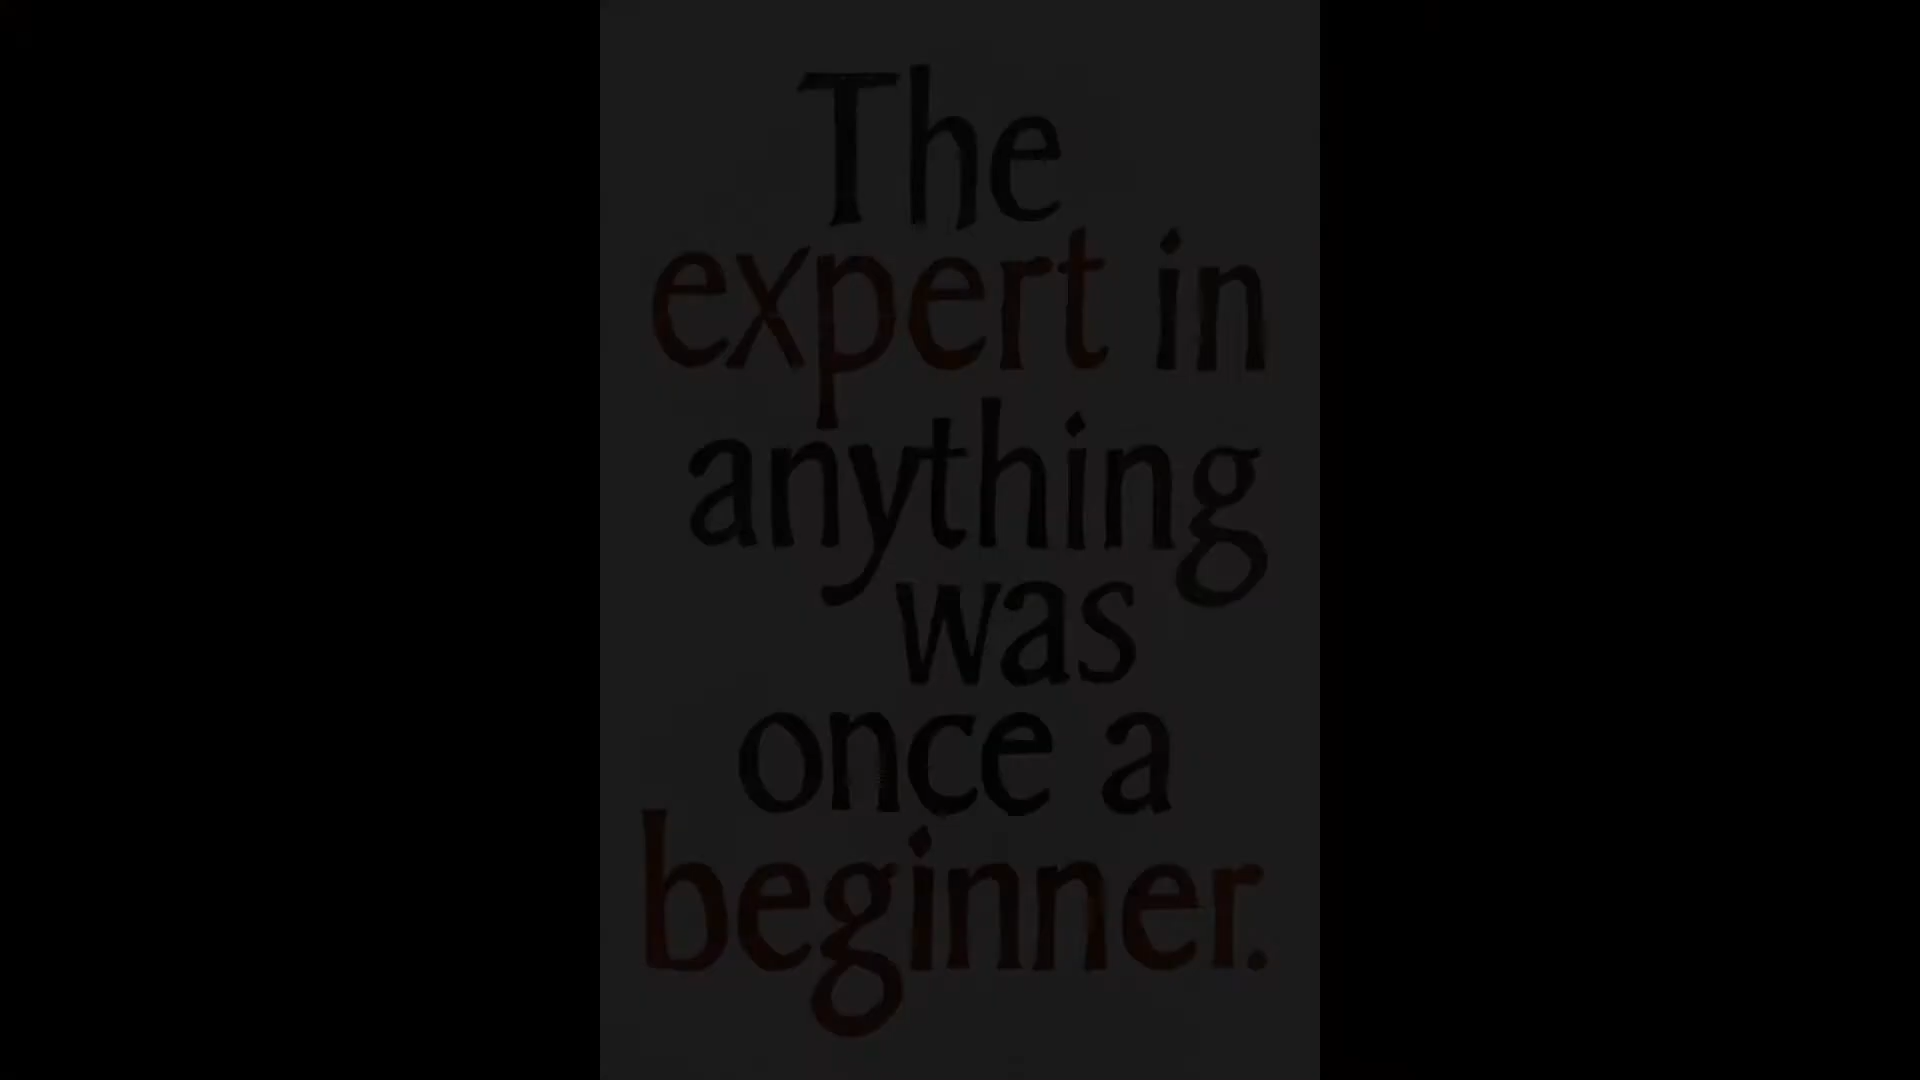 The
expert in
anything
was
once a
beginner.